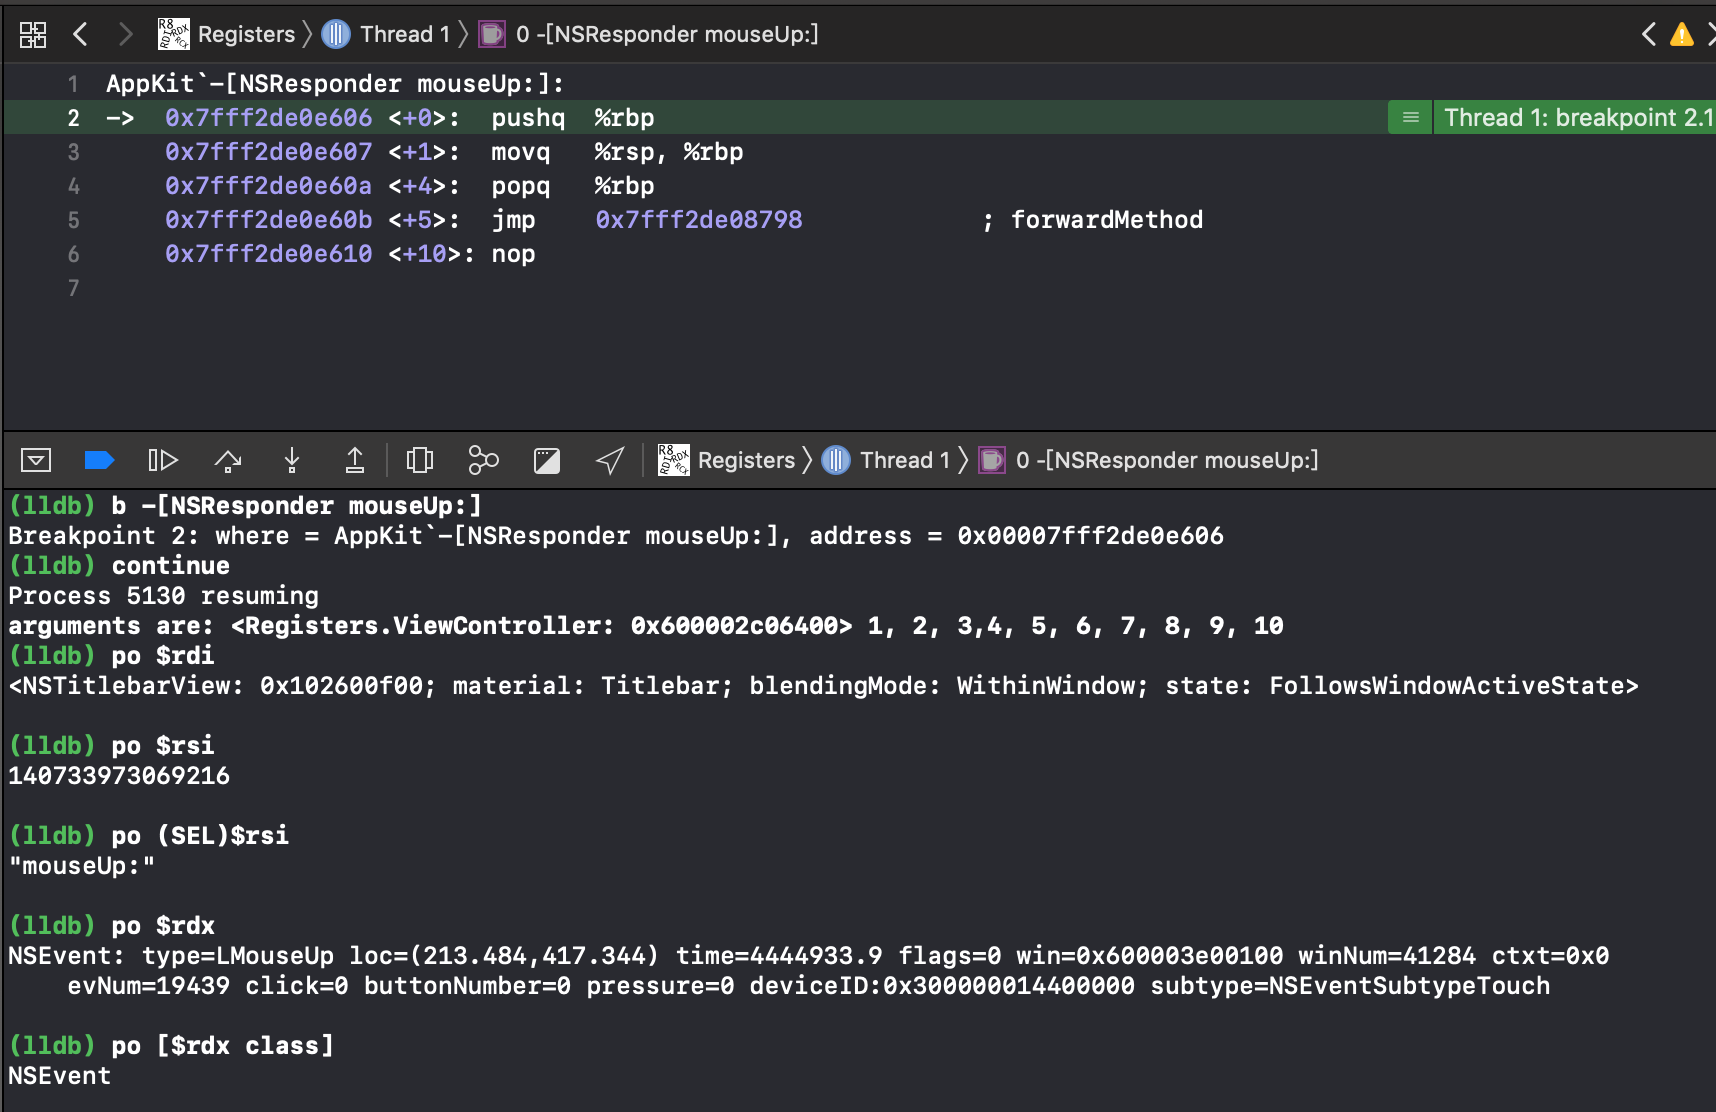 Registers 〉 Thread 1 〉 0 -[NSResponder mouseUp:]
1 AppKit`-[NSResponder mouseUp:]:
2 -> 0x7fff2de0e606 <+0>: pushq %rbp
Thread 1: breakpoint 2.1
3 0x7fff2de0e607 <+1>: movq %rsp, %rbp
4 0x7fff2de0e60a <+4>: popq %rbp
5 0x7fff2de0e60b <+5>: jmp 0x7fff2de08798 ; forwardMethod
6 0x7fff2de0e610 <+10>: nop
7
Registers 〉 Thread 1 〉 0 -[NSResponder mouseUp:]
(lldb) b -[NSResponder mouseUp:]
Breakpoint 2: where = AppKit`-[NSResponder mouseUp:], address = 0x00007fff2de0e606
(lldb) continue
Process 5130 resuming
arguments are: <Registers.ViewController: 0x600002c06400> 1, 2, 3,4, 5, 6, 7, 8, 9, 10
(lldb) po $rdi
<NSTitlebarView: 0x102600f00; material: Titlebar; blendingMode: WithinWindow; state: FollowsWindowActiveState>
(lldb) po $rsi
140733973069216
(lldb) po (SEL)$rsi
"mouseUp:"
(lldb) po $rdx
NSEvent: type=LMouseUp loc=(213.484,417.344) time=4444933.9 flags=0 win=0x600003e00100 winNum=41284 ctxt=0x0
evNum=19439 click=0 buttonNumber=0 pressure=0 deviceID:0x300000014400000 subtype=NSEventSubtypeTouch
(lldb) po [$rdx class]
NSEvent